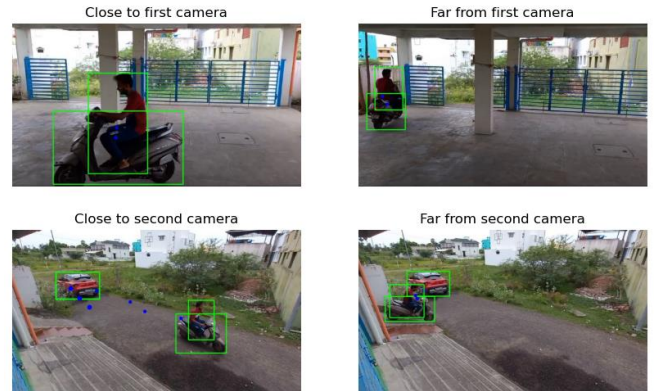 Close to first camera
Far from first camera
Close to second camera
Far from second camera